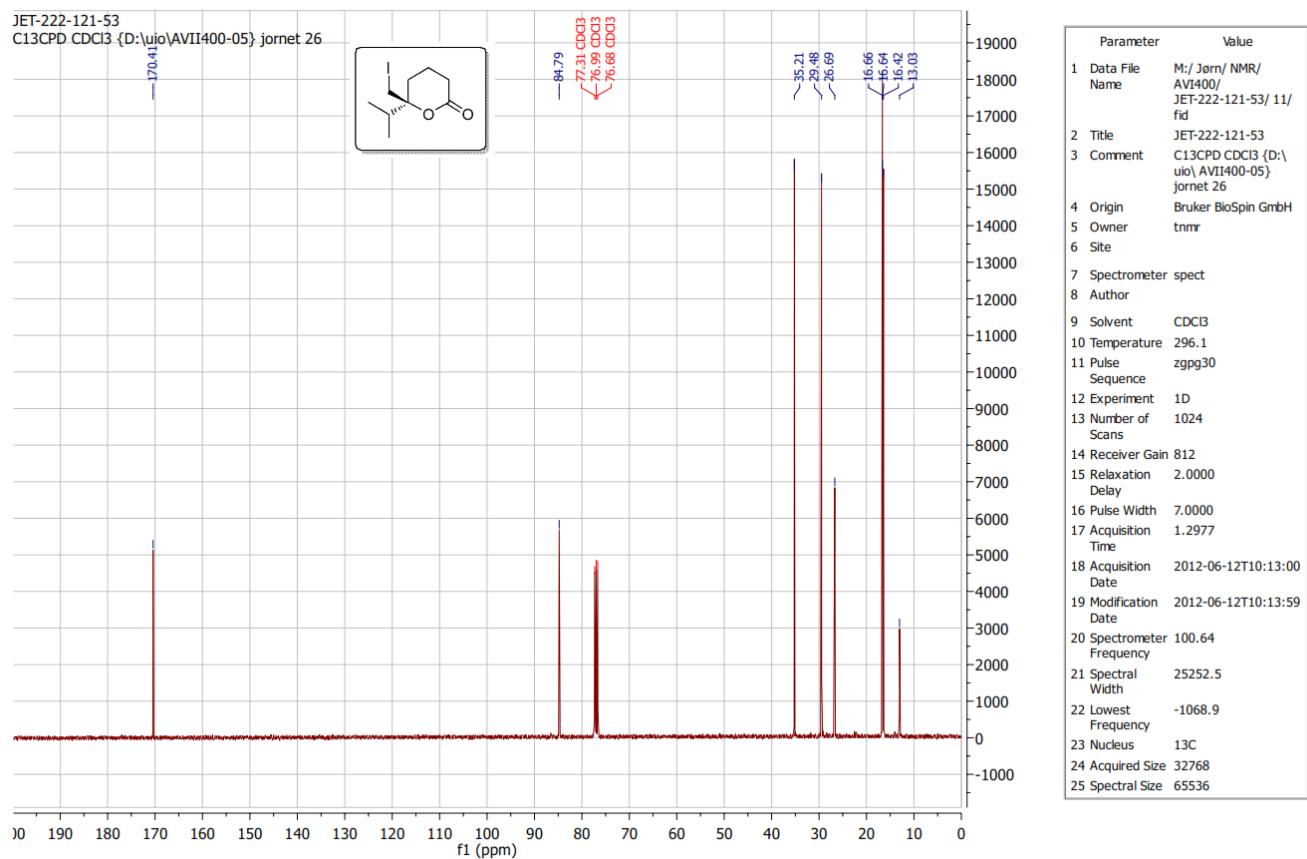 JET-222-121-53
C13CPD CDCl3 {D:\uio\AVII400-05} jornet 26
170.41
84.79
77.31 CDCl3
76.99 CDCl3
76.68 CDCl3
35.21
29.48
26.69
16.66
16.64
16.42
13.03
I
O
O
19000
18000
17000
16000
15000
14000
13000
12000
11000
10000
9000
8000
7000
6000
5000
4000
3000
2000
1000
0
-1000
00 190 180 170 160 150 140 130 120 110 100 90 80 70 60 50 40 30 20 10 0
f1 (ppm)
Parameter Value
1 Data File Name M:/ Jørn/ NMR/ AVI400/ JET-222-121-53/ 11/ fid
2 Title JET-222-121-53
3 Comment C13CPD CDCl3 {D:\ uio\ AVII400-05} jornet 26
4 Origin Bruker BioSpin GmbH
5 Owner tnmr
6 Site
7 Spectrometer spect
8 Author
9 Solvent CDCl3
10 Temperature 296.1
11 Pulse Sequence zgpg30
12 Experiment 1D
13 Number of Scans 1024
14 Receiver Gain 812
15 Relaxation Delay 2.0000
16 Pulse Width 7.0000
17 Acquisition Time 1.2977
18 Acquisition Date 2012-06-12T10:13:00
19 Modification Date 2012-06-12T10:13:59
20 Spectrometer Frequency 100.64
21 Spectral Width 25252.5
22 Lowest Frequency -1068.9
23 Nucleus 13C
24 Acquired Size 32768
25 Spectral Size 65536